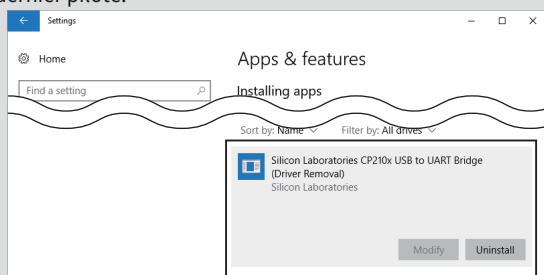 dernier pilote.
Settings
Home
Apps & features
Find a setting
Installing apps
Sort by: Name
Filter by: All drives
Silicon Laboratories CP210x USB to UART Bridge
(Driver Removal)
Silicon Laboratories
Modify
Uninstall